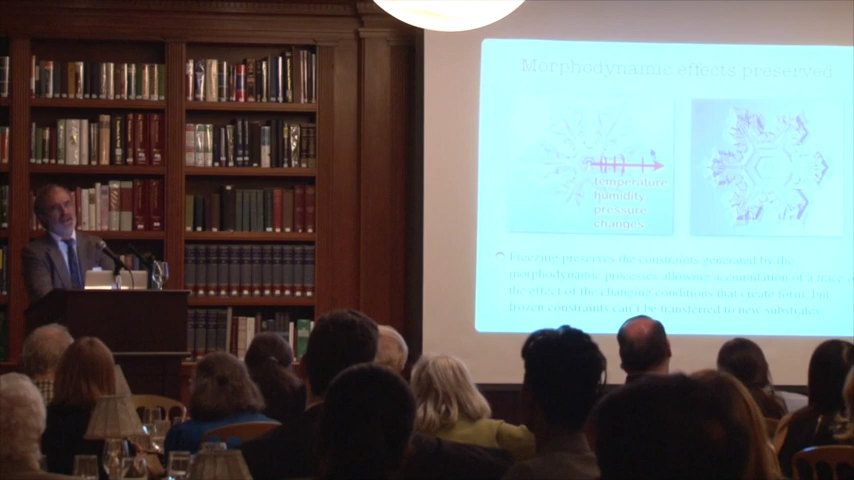 Morphodynamic effects preserved
temperature
humidity
pressure
changes
Freezing preserves the constraints generated by the
morphodynamic processes, allowing accumulation of a trace of
the effect of the changing conditions that create form, but
frozen constraints can't be transferred to new substrates